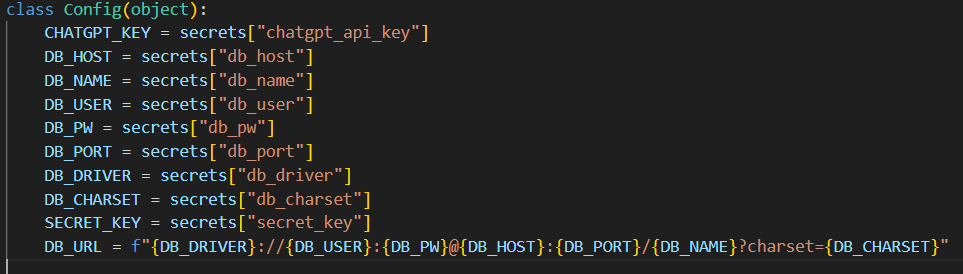 class Config(object):
    CHATGPT_KEY = secrets["chatgpt_api_key"]
    DB_HOST = secrets["db_host"]
    DB_NAME = secrets["db_name"]
    DB_USER = secrets["db_user"]
    DB_PW = secrets["db_pw"]
    DB_PORT = secrets["db_port"]
    DB_DRIVER = secrets["db_driver"]
    DB_CHARSET = secrets["db_charset"]
    SECRET_KEY = secrets["secret_key"]
    DB_URL = f"{DB_DRIVER}://{DB_USER}:{DB_PW}@{DB_HOST}:{DB_PORT}/{DB_NAME}?charset={DB_CHARSET}"